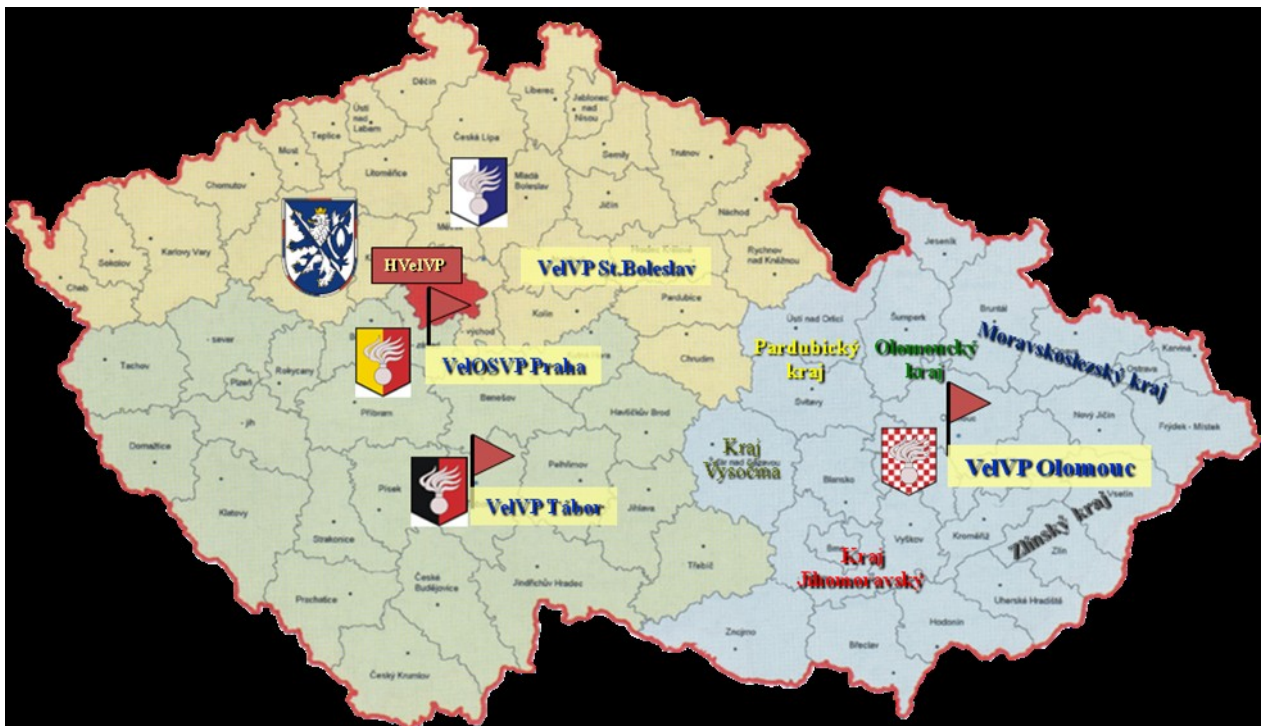 Děčín
Liberec
Jablonec
nad
Nisou
Ústí
nad
Labem
Teplice
Česká Lípa
Most
Litoměřice
Semily
Trutnov
Chomutov
Mladá
Boleslav
Jičín
Náchod
Karlovy Vary
Sokolov
Cheb
HVelVP
VelVP St.Boleslav
Rychnov
nad Kněžnou
Jeseník
Kolín
Pardubice
Ústí nad Orlicí
Šumperk
Bruntál
- sever
- východ
Tachov
Rokycany
Plzeň
VelOSVP Praha
Chrudim
Pardubický
kraj
Olomoucký
kraj
Moravskoslezský kraj
Karviná
Ostrava
Svitavy
Benešov
Havlíčkův Brod
Příbram
- jih
Nový Jičín
Frýdek - Místek
Domažlice
Kraj
Vysočina
Pelhřimov
VelVP Olomouc
Klatovy
Písek
VelVP Tábor
Jihlava
Blansko
Vsetín
Strakonice
Vyškov
Kroměříž
Zlínský kraj
Zlín
Kraj
Jihomoravský
Třebíč
České
Budějovice
Jindřichův Hradec
Prachatice
Uherské Hradiště
Hodonín
Znojmo
Břeclav
Český Krumlov